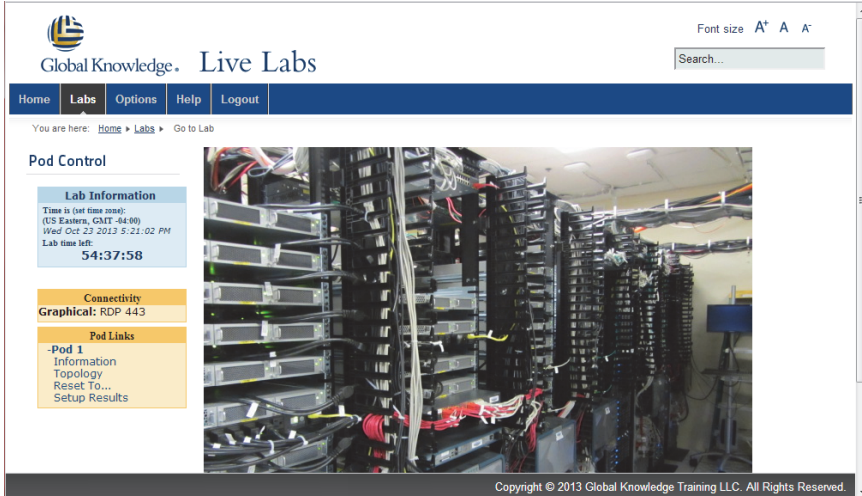 Global Knowledge®
Live Labs
Font size A+ A A-
Search...
Home Labs Options Help Logout
You are here: Home ▸ Labs ▸ Go to Lab
Pod Control
Lab Information
Time is (set time zone):
(US Eastern, GMT -04:00)
Wed Oct 23 2013 5:21:02 PM
Lab time left:
54:37:58
Connectivity
Graphical: RDP 443
Pod Links
-Pod 1
Information
Topology
Reset To...
Setup Results
Copyright © 2013 Global Knowledge Training LLC. All Rights Reserved.